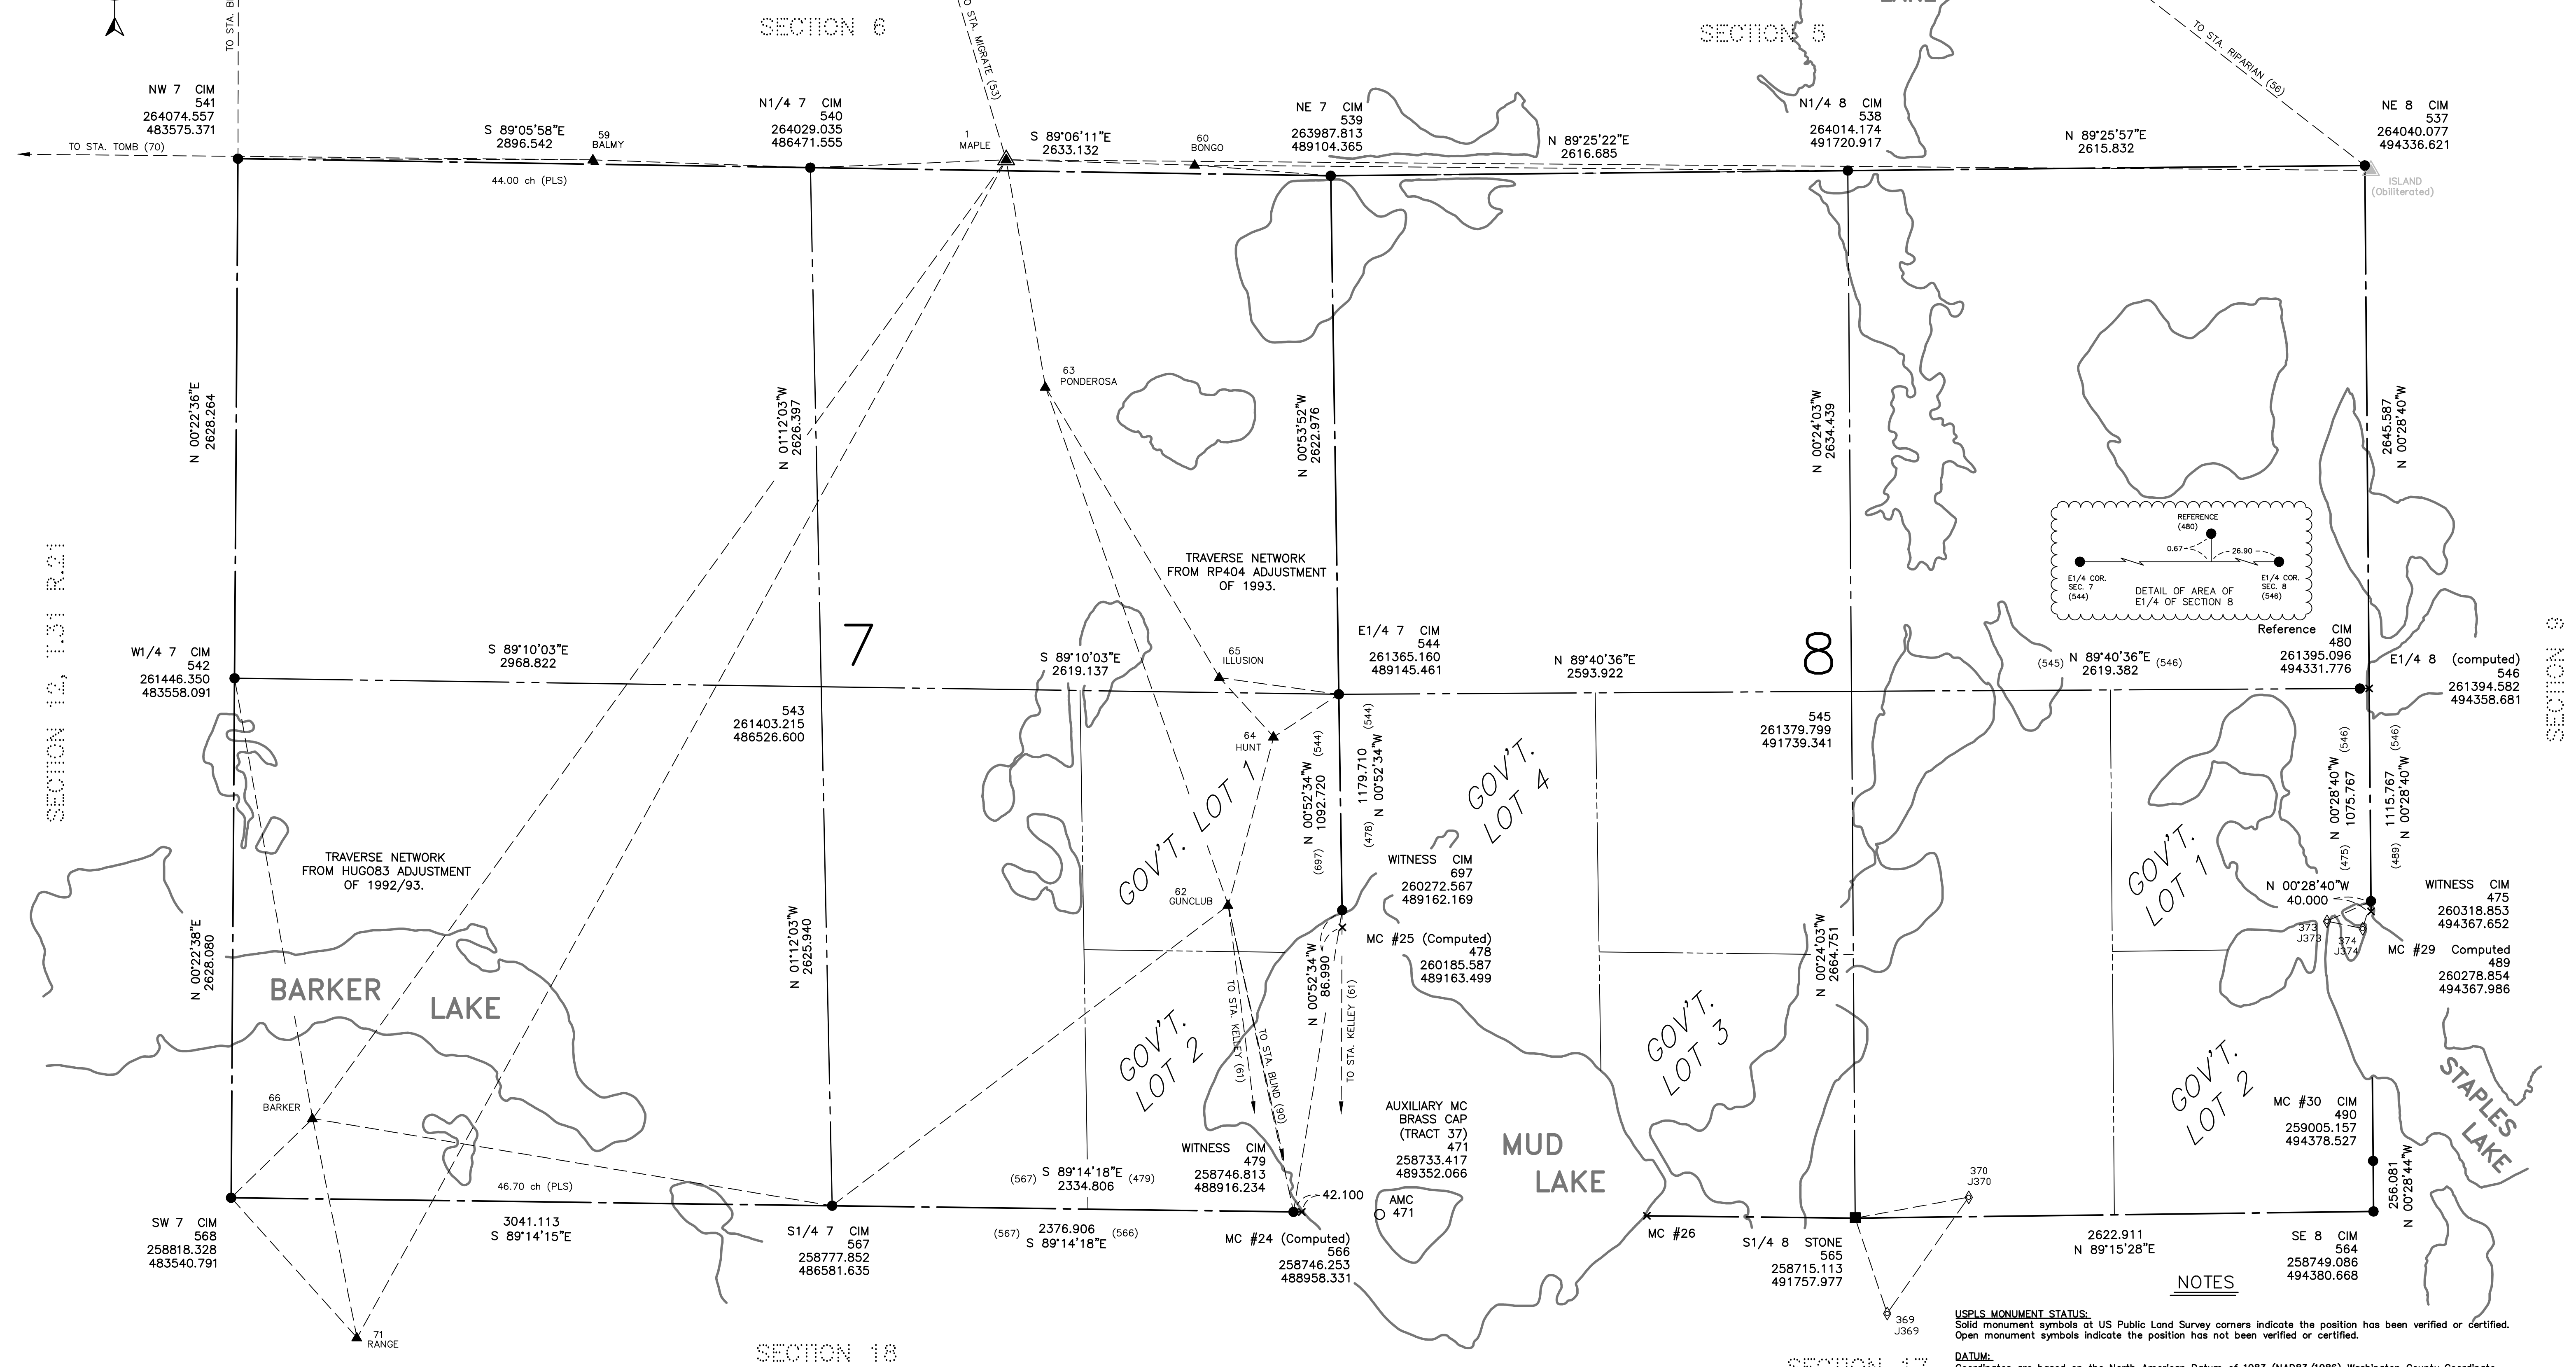 SECTION 6
SECTION 5
TO STA. MIGRATE (53)
TO STA. RIPARIAN (56)
NW 7 CIM
541
264074.557
483575.371
TO STA. TOMB (70)
S 89°05'58"E
2896.542
59
BALMY
44.00 ch (PLS)
N1/4 7 CIM
540
264029.035
486471.555
1
MAPLE
S 89°06'11"E
2633.132
60
BONGO
NE 7 CIM
539
263987.813
489104.365
N 89°25'22"E
2616.685
N1/4 8 CIM
538
264014.174
491720.917
N 89°25'57"E
2615.832
NE 8 CIM
537
264040.077
494336.621
ISLAND
(Obiliterated)
N 00°22'36"E
2628.264
N 01°12'03"W
2626.397
63
PONDEROSA
N 00°53'52"W
2622.976
N 00°24'03"W
2634.439
2645.587
N 00°28'40"W
REFERENCE
(480)
0.67
26.90
E1/4 COR.
SEC. 7
(544)
E1/4 COR.
SEC. 8
(546)
DETAIL OF AREA OF
E1/4 OF SECTION 8
TRAVERSE NETWORK
FROM RP404 ADJUSTMENT
OF 1993.
SECTION 12, T.31 R.21
SECTION 9
W1/4 7 CIM
542
261446.350
483558.091
S 89°10'03"E
2968.822
7
543
261403.215
486526.600
S 89°10'03"E
2619.137
65
ILLUSION
E1/4 7 CIM
544
261365.160
489145.461
N 89°40'36"E
2593.922
8
545
261379.799
491739.341
(545) N 89°40'36"E (546)
2619.382
Reference CIM
480
261395.096
494331.776
E1/4 8 (computed)
546
261394.582
494358.681
64
HUNT
GOV'T. LOT 1
(697) N 00°52'34"W (544)
1092.720
(478) 1179.710 (544)
N 00°52'34"W
GOV'T.
LOT 4
GOV'T.
LOT 1
(475) N 00°28'40"W (546)
1075.767
(489) 1115.767 (546)
N 00°28'40"W
TRAVERSE NETWORK
FROM HUGO83 ADJUSTMENT
OF 1992/93.
62
GUNCLUB
WITNESS CIM
697
260272.567
489162.169
MC #25 (Computed)
478
260185.587
489163.499
N 00°28'40"W
40.000
WITNESS CIM
475
260318.853
494367.652
373
J373
374
J374
MC #29 Computed
489
260278.854
494367.986
N 00°22'38"E
2628.080
BARKER
LAKE
N 01°12'03"W
2625.940
N 00°52'34"W
86.990
TO STA. KELLEY (61)
TO STA. BLIND (90)
TO STA. KELLEY (61)
N 00°24'03"W
2664.751
GOV'T.
LOT 2
GOV'T.
LOT 3
GOV'T.
LOT 2
STAPLES
LAKE
66
BARKER
AUXILIARY MC
BRASS CAP
(TRACT 37)
471
258733.417
489352.066
MUD
LAKE
MC #30 CIM
490
259005.157
494378.527
256.081
N 00°28'44"W
WITNESS CIM
479
258746.813
488916.234
(567) S 89°14'18"E (479)
2334.806
46.70 ch (PLS)
42.100
AMC
471
370
J370
SW 7 CIM
568
258818.328
483540.791
3041.113
S 89°14'15"E
S1/4 7 CIM
567
258777.852
486581.635
(567) 2376.906 (566)
S 89°14'18"E
MC #24 (Computed)
566
258746.253
488958.331
MC #26
S1/4 8 STONE
565
258715.113
491757.977
2622.911
N 89°15'28"E
SE 8 CIM
564
258749.086
494380.668
71
RANGE
369
J369
SECTION 18
NOTES
USPLS MONUMENT STATUS:
Solid monument symbols at US Public Land Survey corners indicate the position has been verified or certified.
Open monument symbols indicate the position has not been verified or certified.
DATUM: